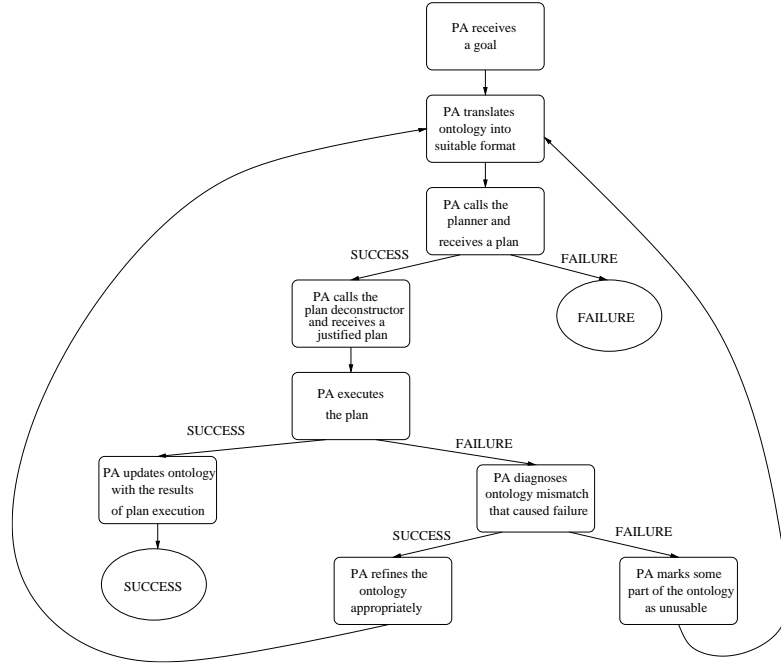 PA receives
a goal
PA translates
ontology into
suitable format
PA calls the
planner and
receives a plan
SUCCESS
FAILURE
PA calls the
plan deconstructor
and receives a
justified plan
FAILURE
PA executes
the plan
SUCCESS
FAILURE
PA updates ontology
with the results
of plan execution
PA diagnoses
ontology mismatch
that caused failure
SUCCESS
FAILURE
SUCCESS
PA refines the
ontology
appropriately
PA marks some
part of the ontology
as unusable